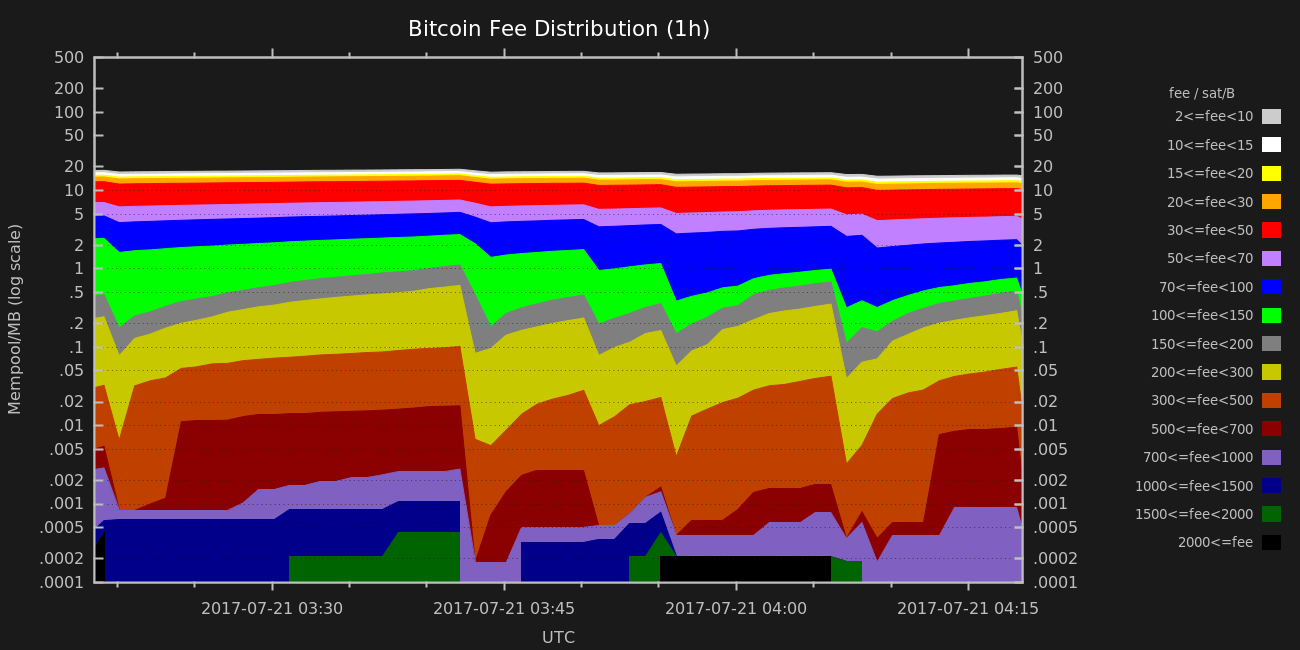 Bitcoin Fee Distribution (1h)
500
200
100
50
20
10
5
2
1
.5
.2
.1
.05
.02
.01
.005
.002
.001
.0005
.0002
.0001
Mempool/MB (log scale)
500
200
100
50
20
10
5
2
1
.5
.2
.1
.05
.02
.01
.005
.002
.001
.0005
.0002
.0001
2017-07-21 03:30
2017-07-21 03:45
2017-07-21 04:00
2017-07-21 04:15
UTC
fee / sat/B
2<=fee<10
10<=fee<15
15<=fee<20
20<=fee<30
30<=fee<50
50<=fee<70
70<=fee<100
100<=fee<150
150<=fee<200
200<=fee<300
300<=fee<500
500<=fee<700
700<=fee<1000
1000<=fee<1500
1500<=fee<2000
2000<=fee